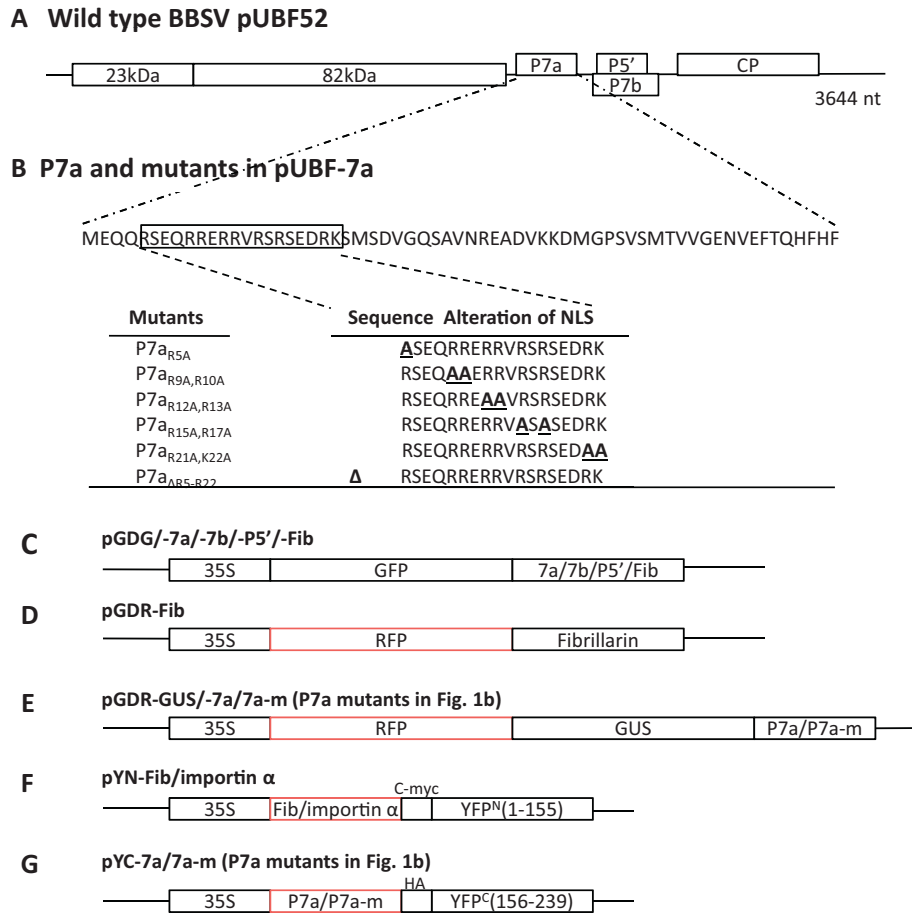 A Wild type BBSV pUBF52
23kDa 82kDa P7a P5' CP
P7b
3644 nt
B P7a and mutants in pUBF-7a
MEQQRSEQRRERRVRSRSEDRKSMSDVGQSAVNREADVKKDMGPSVSMTVVGENVEFTQHFHF
Mutants Sequence Alteration of NLS
P7aR5A ASEQRRERRVRSRSEDRK
P7aR9A,R10A RSEQAAERRVRSRSEDRK
P7aR12A,R13A RSEQRREAAVRSRSEDRK
P7aR15A,R17A RSEQRRERRVASASEDRK
P7aR21A,K22A RSEQRRERRVRSRSEDAA
P7aΔR5-R22 Δ RSEQRRERRVRSRSEDRK
C pGDG/-7a/-7b/-P5'/-Fib
35S GFP 7a/7b/P5'/Fib
D pGDR-Fib
35S RFP Fibrillarin
E pGDR-GUS/-7a/7a-m (P7a mutants in Fig. 1b)
35S RFP GUS P7a/P7a-m
F pYN-Fib/importin α
C-myc
35S Fib/importin α YFPN(1-155)
G pYC-7a/7a-m (P7a mutants in Fig. 1b)
HA
35S P7a/P7a-m YFPC(156-239)